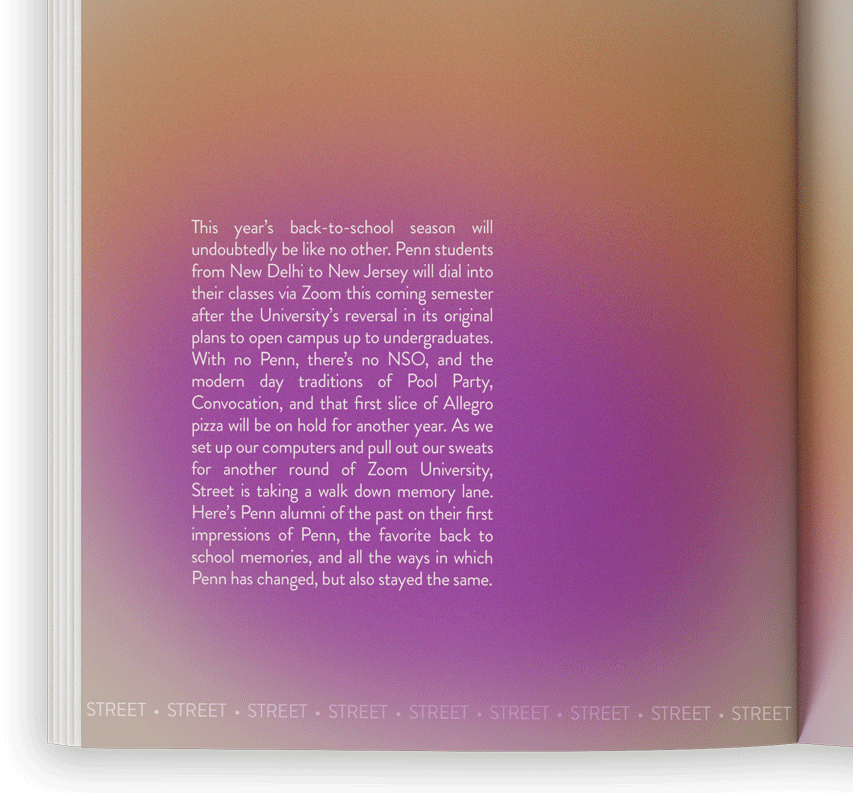 This year's back-to-school season will
undoubtedly be like no other. Penn students
from New Delhi to New Jersey will dial into
their classes via Zoom this coming semester
after the University's reversal in its original
plans to open campus up to undergraduates.
With no Penn, there's no NSO, and the
modern day traditions of Pool Party,
Convocation, and that first slice of Allegro
pizza will be on hold for another year. As we
set up our computers and pull out our sweats
for another round of Zoom University,
Street is taking a walk down memory lane.
Here's Penn alumni of the past on their first
impressions of Penn, the favorite back to
school memories, and all the ways in which
Penn has changed, but also stayed the same.
STREET • STREET • STREET • STREET • STREET • STREET • STREET • STREET • STREET